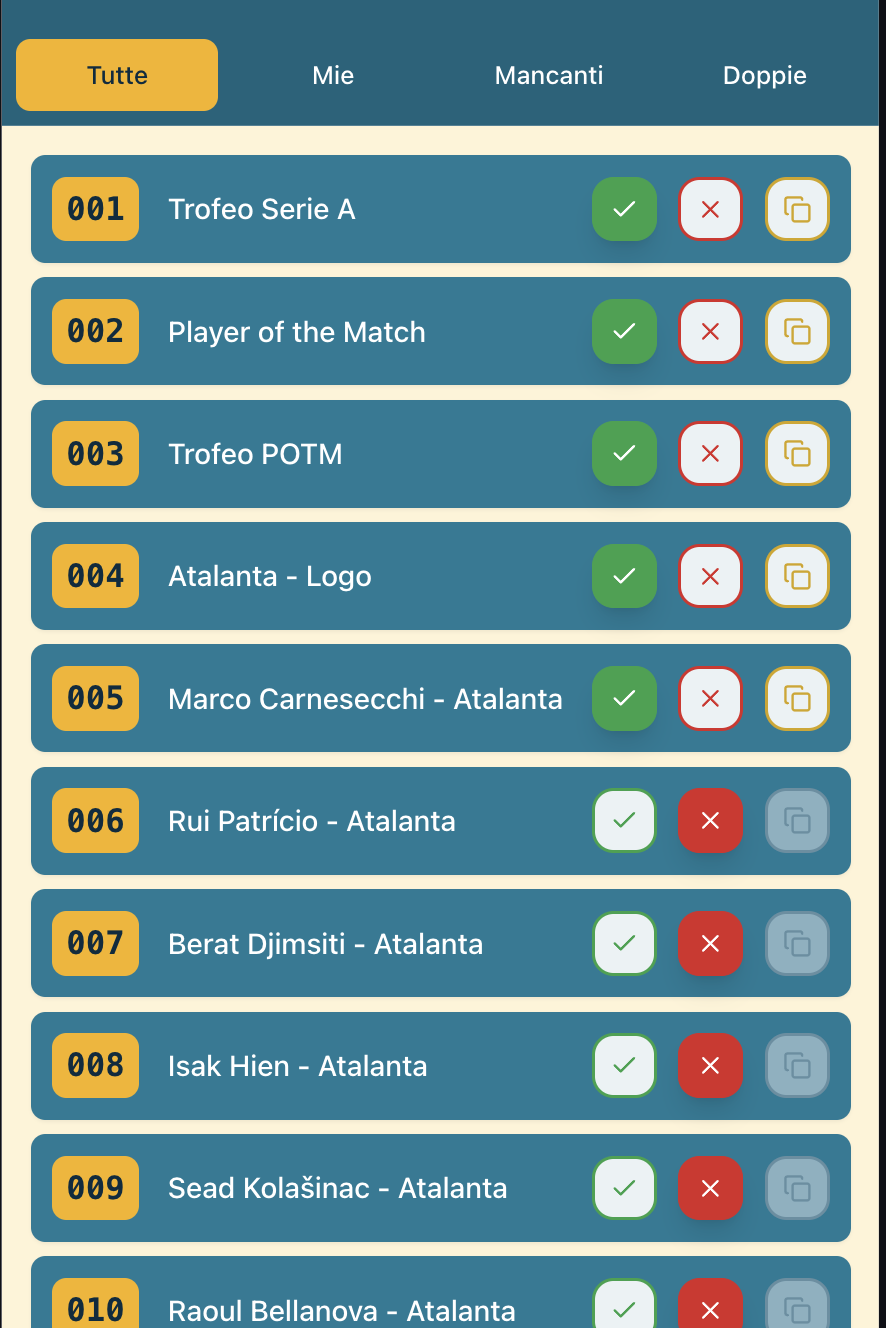 Tutte Mie Mancanti Doppie
001 Trofeo Serie A
002 Player of the Match
003 Trofeo POTM
004 Atalanta - Logo
005 Marco Carnesecchi - Atalanta
006 Rui Patrício - Atalanta
007 Berat Djimsiti - Atalanta
008 Isak Hien - Atalanta
009 Sead Kolašinac - Atalanta
010 Raoul Bellanova - Atalanta